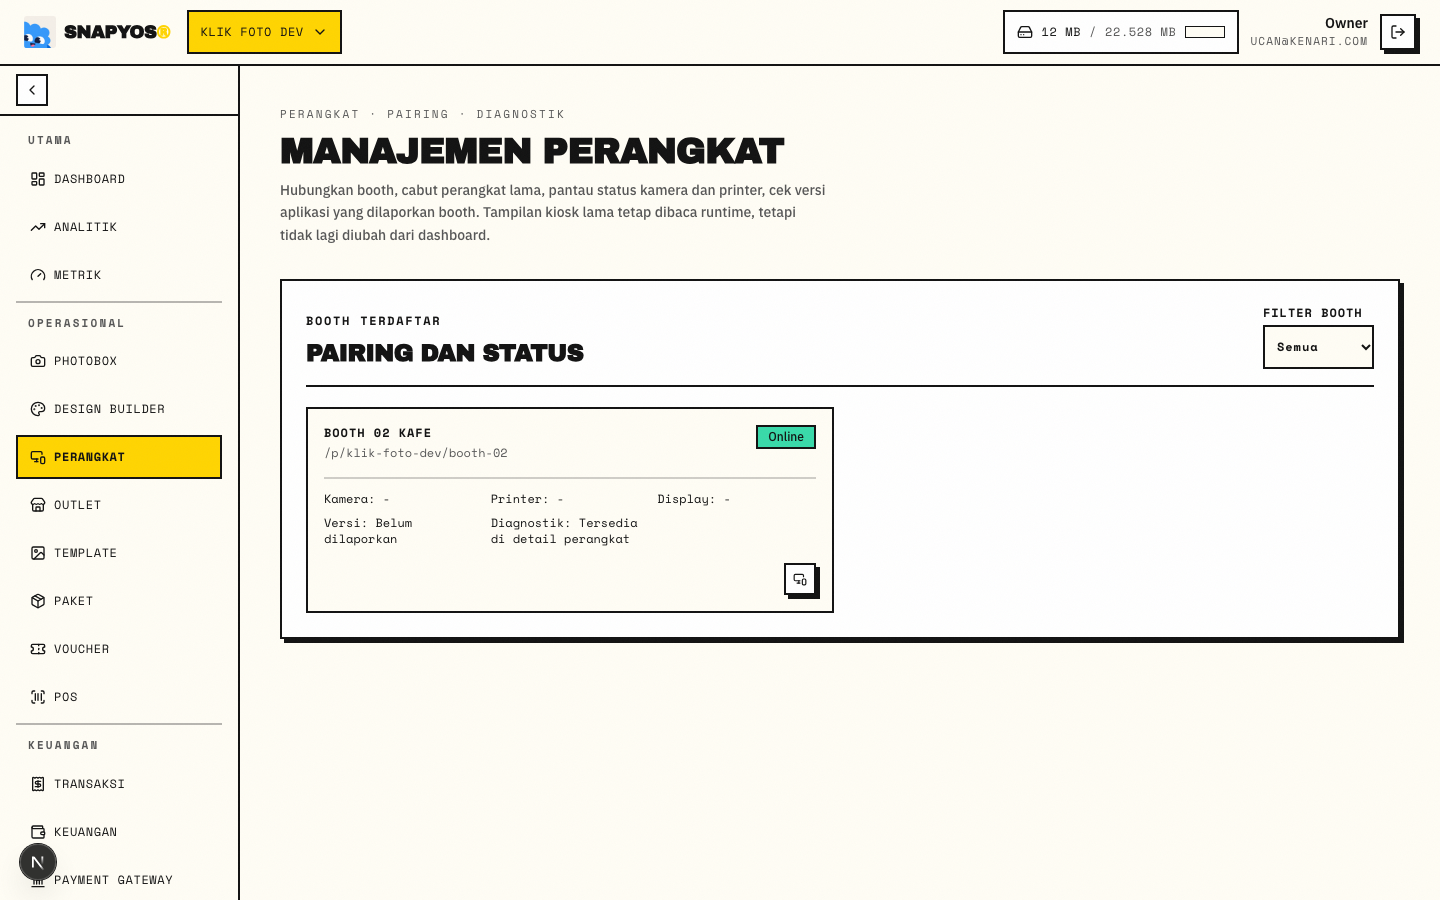 SNAPYOS®
KLIK FOTO DEV
12 MB / 22.528 MB
Owner
UCAN@KENARI.COM
UTAMA
DASHBOARD
ANALITIK
METRIK
OPERASIONAL
PHOTOBOX
DESIGN BUILDER
PERANGKAT
OUTLET
TEMPLATE
PAKET
VOUCHER
POS
KEUANGAN
TRANSAKSI
KEUANGAN
PAYMENT GATEWAY
N
PERANGKAT · PAIRING · DIAGNOSTIK
MANAJEMEN PERANGKAT
Hubungkan booth, cabut perangkat lama, pantau status kamera dan printer, cek versi
aplikasi yang dilaporkan booth. Tampilan kiosk lama tetap dibaca runtime, tetapi
tidak lagi diubah dari dashboard.
BOOTH TERDAFTAR
PAIRING DAN STATUS
FILTER BOOTH
Semua
BOOTH 02 KAFE
/p/klik-foto-dev/booth-02
Online
Kamera: -
Printer: -
Display: -
Versi: Belum
dilaporkan
Diagnostik: Tersedia
di detail perangkat